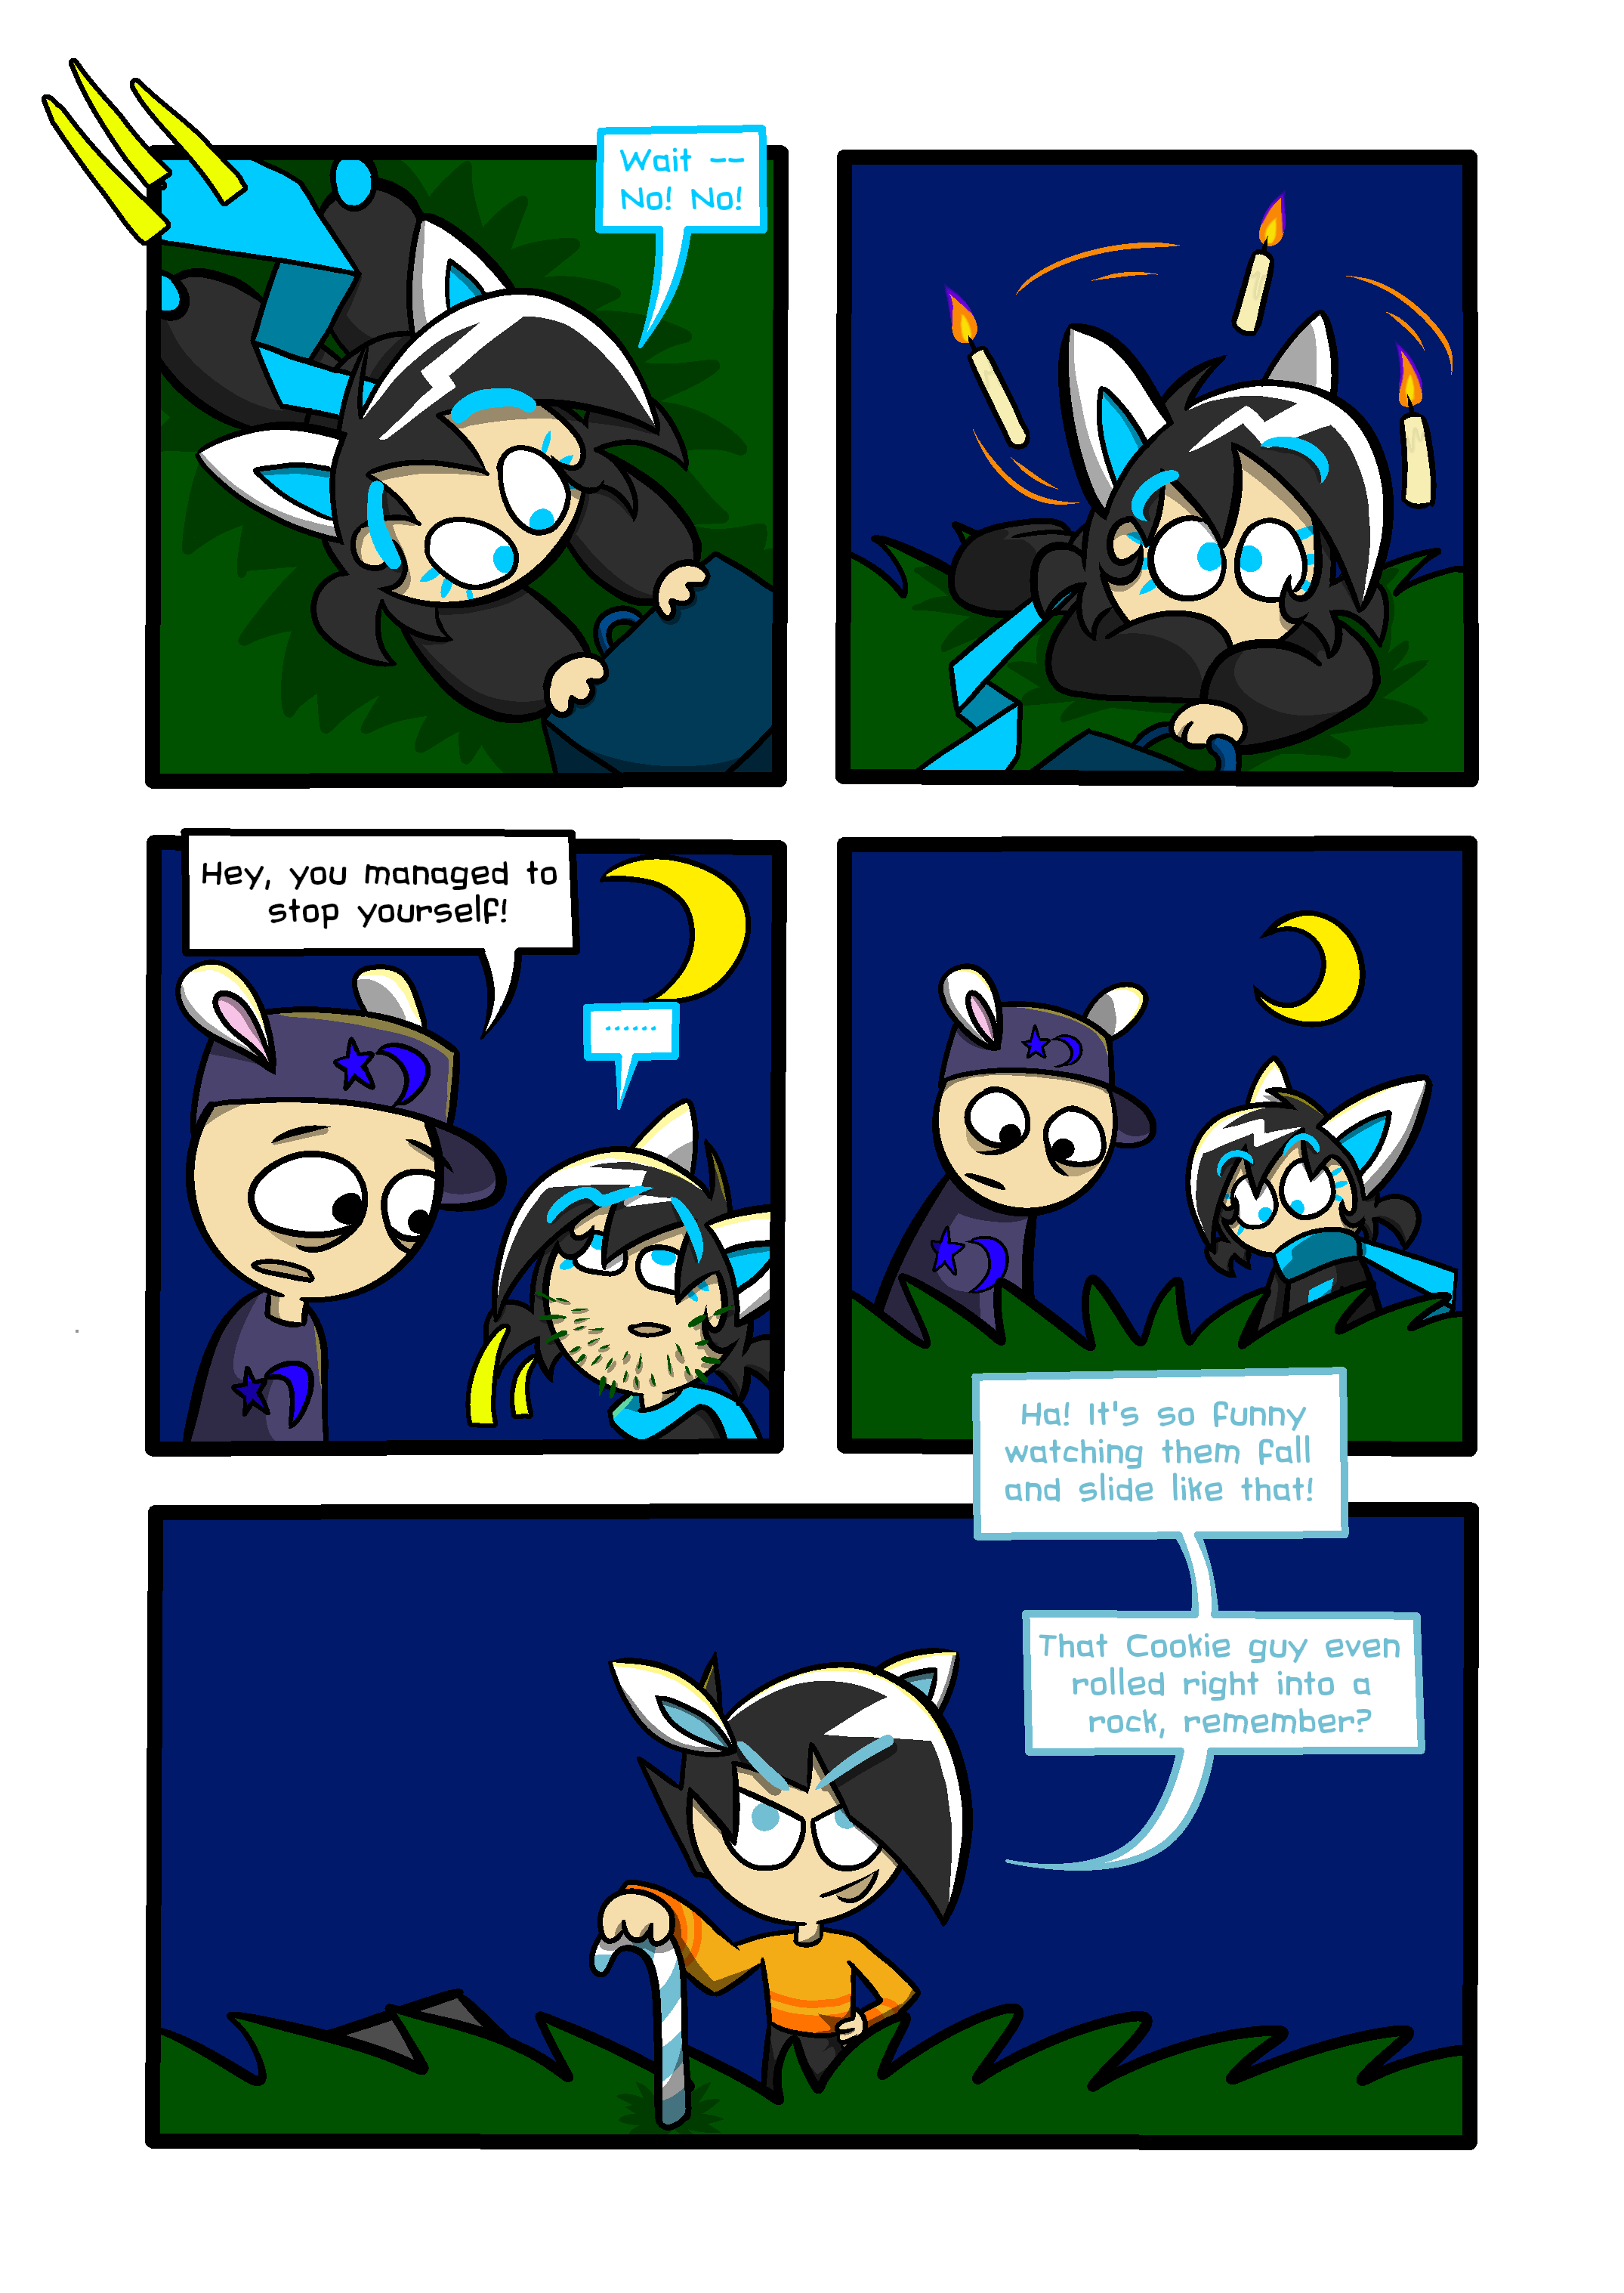 Wait --
No! No!
Hey, you managed to
stop yourself!
......
Ha! It's so funny
watching them fall
and slide like that!
That Cookie guy even
rolled right into a
rock, remember?